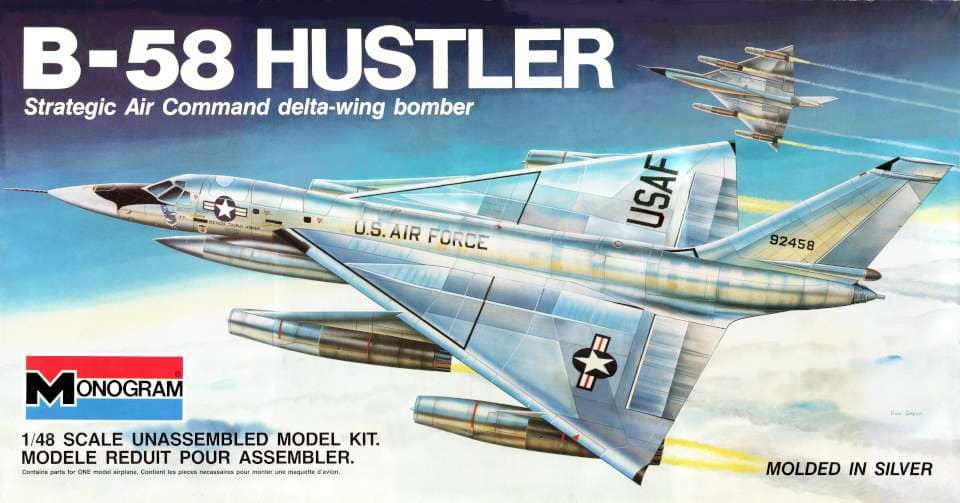 B-58 HUSTLER
Strategic Air Command delta-wing bomber
USAF
U.S. AIR FORCE
92458
MONOGRAM
1/48 SCALE UNASSEMBLED MODEL KIT.
MODELE REDUIT POUR ASSEMBLER.
Contains parts for ONE model airplane. Contient les pieces necessaires pour monter une maquette d'avion.
MOLDED IN SILVER